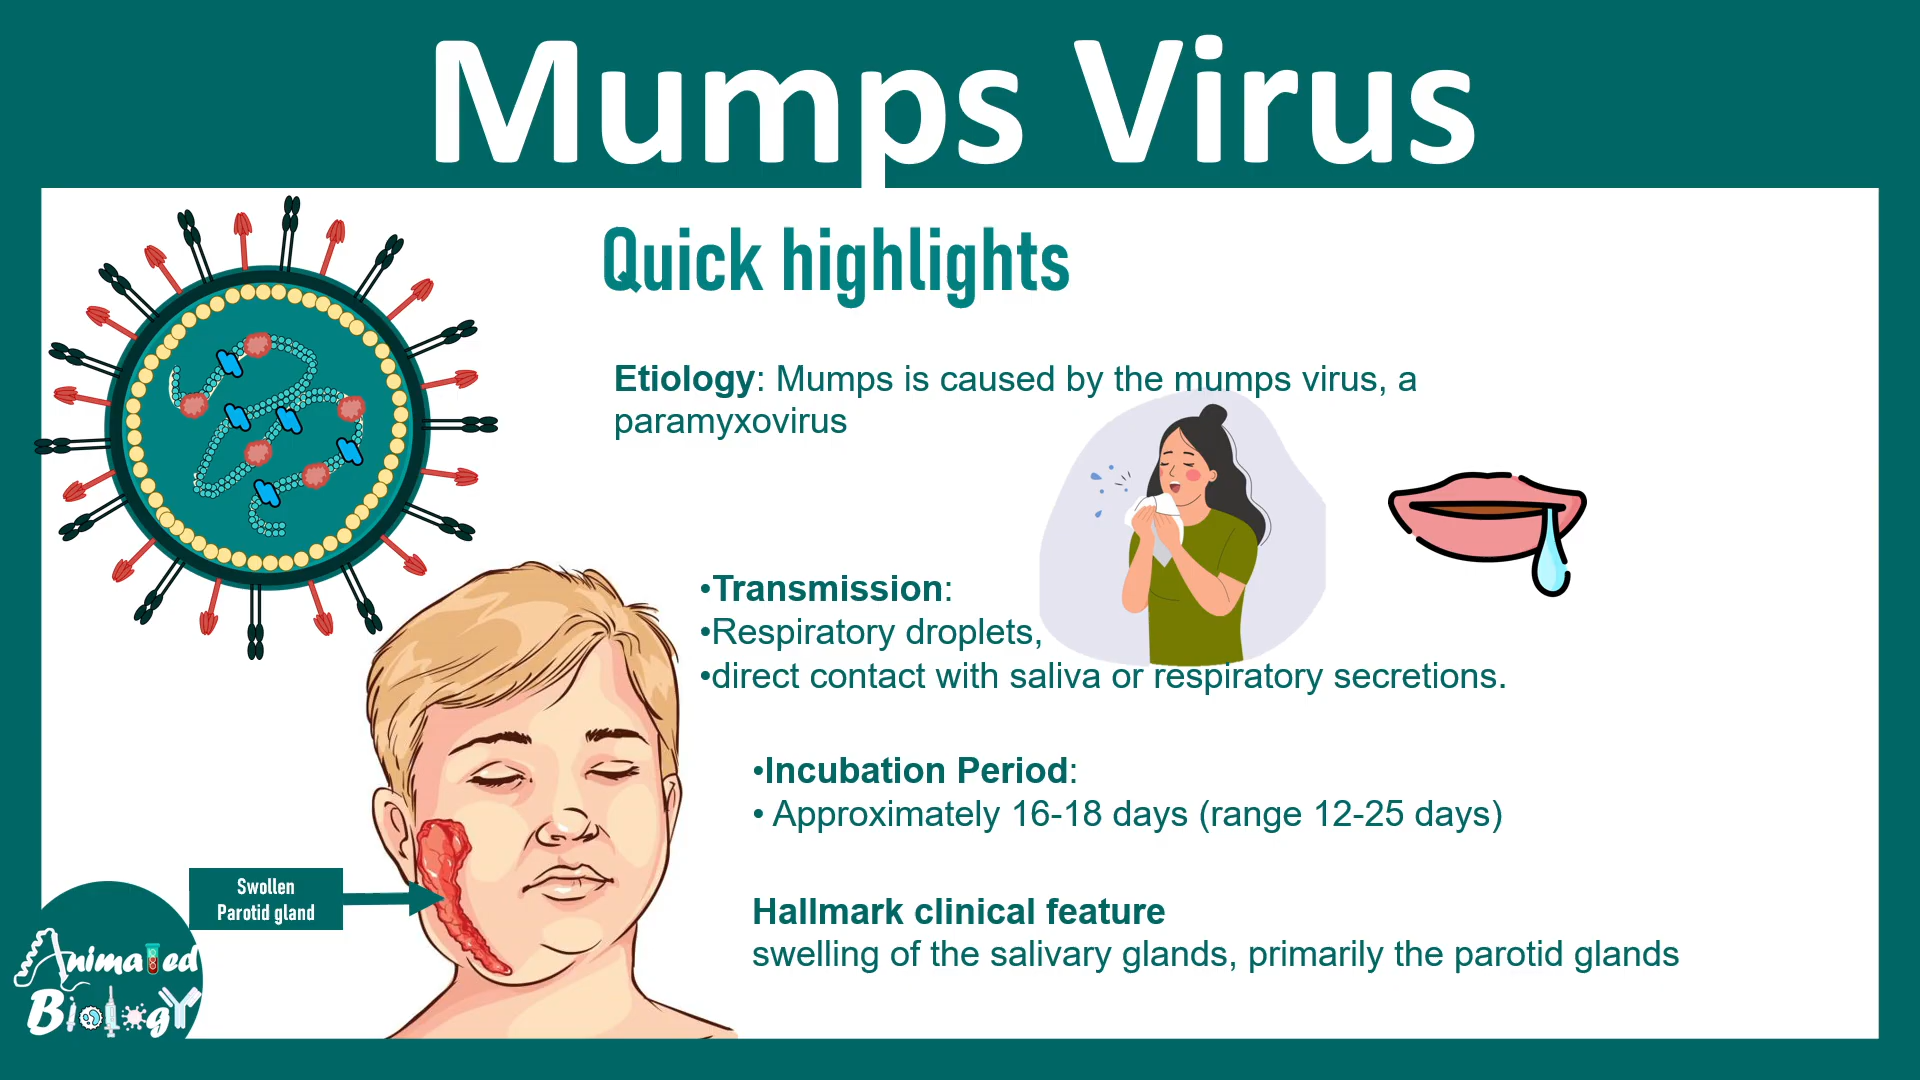 Mumps Virus
Quick highlights
Etiology: Mumps is caused by the mumps virus, a
paramyxovirus
•Transmission:
•Respiratory droplets,
•direct contact with saliva or respiratory secretions.
•Incubation Period:
• Approximately 16-18 days (range 12-25 days)
Hallmark clinical feature
swelling of the salivary glands, primarily the parotid glands
Swollen
Parotid gland
Animated
Biology